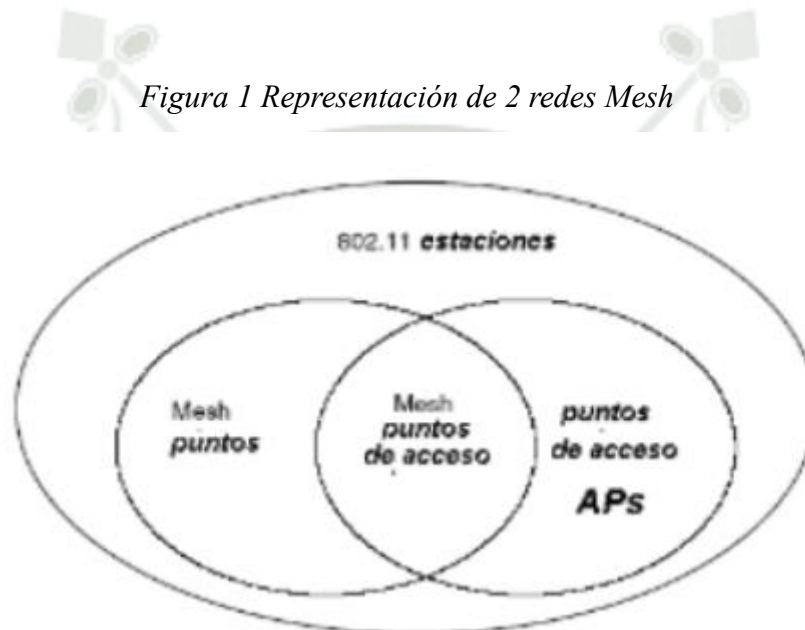 Figura 1 Representación de 2 redes Mesh
802.11 estaciones
Mesh
puntos
Mesh
puntos
de acceso
puntos
de acceso
APs